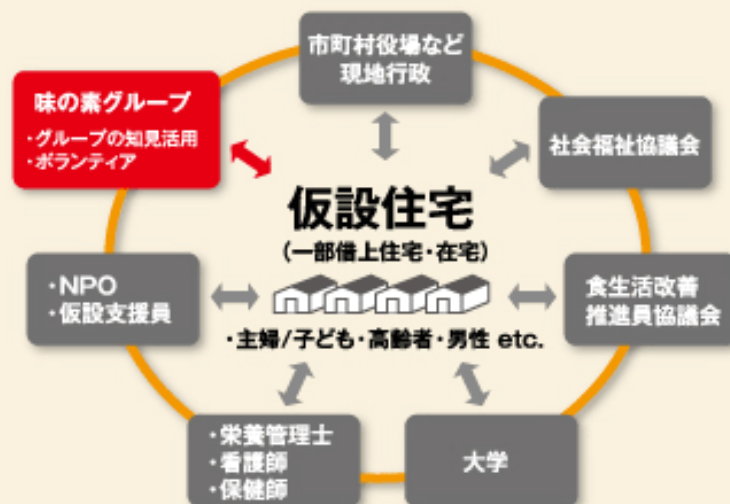 市町村役場など
現地行政
味の素グループ
・グループの知見活用
・ボランティア
社会福祉協議会
仮設住宅
（一部借上住宅・在宅）
・NPO
・仮設支援員
食生活改善
推進員協議会
・主婦/子ども・高齢者・男性 etc.
・栄養管理士
・看護師
・保健師
大学